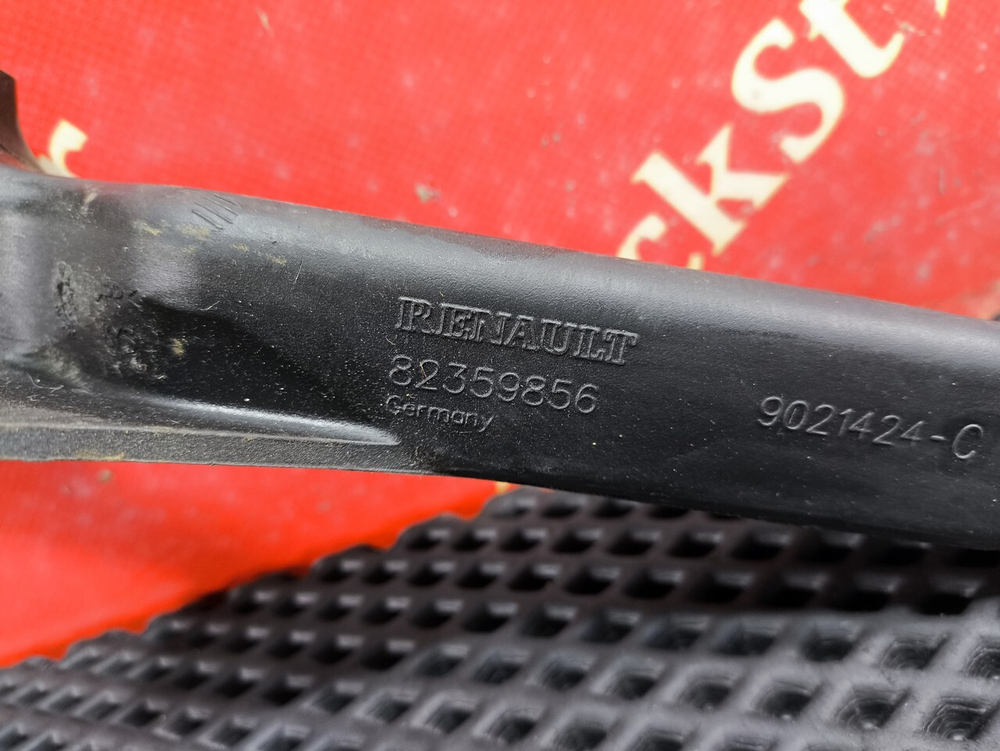 RENAULT
82359856
Germany
9021424-C